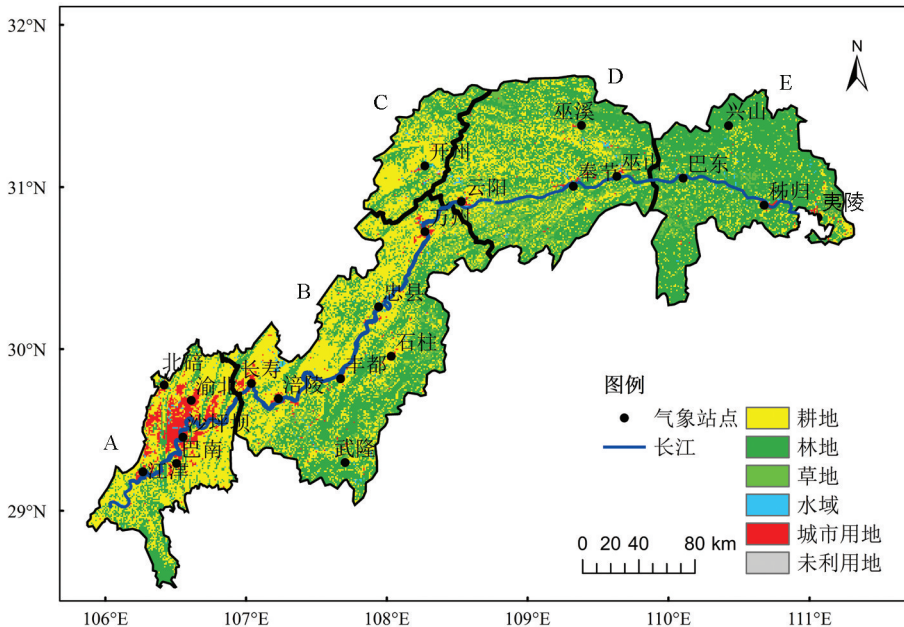 32°N
N
D
E
C
兴山
巫溪
开州
巫山
31°N
奉节
巴东
云阳
秭归
夷陵
万州
B
忠县
30°N
北碚
石柱
长寿
丰都
渝北
涪陵
图例
沙坪坝
气象站点
耕地
A
巴南
武隆
长江
林地
江津
草地
29°N
水域
0 20 40 80 km
城市用地
未利用地
106°E 107°E 108°E 109°E 110°E 111°E